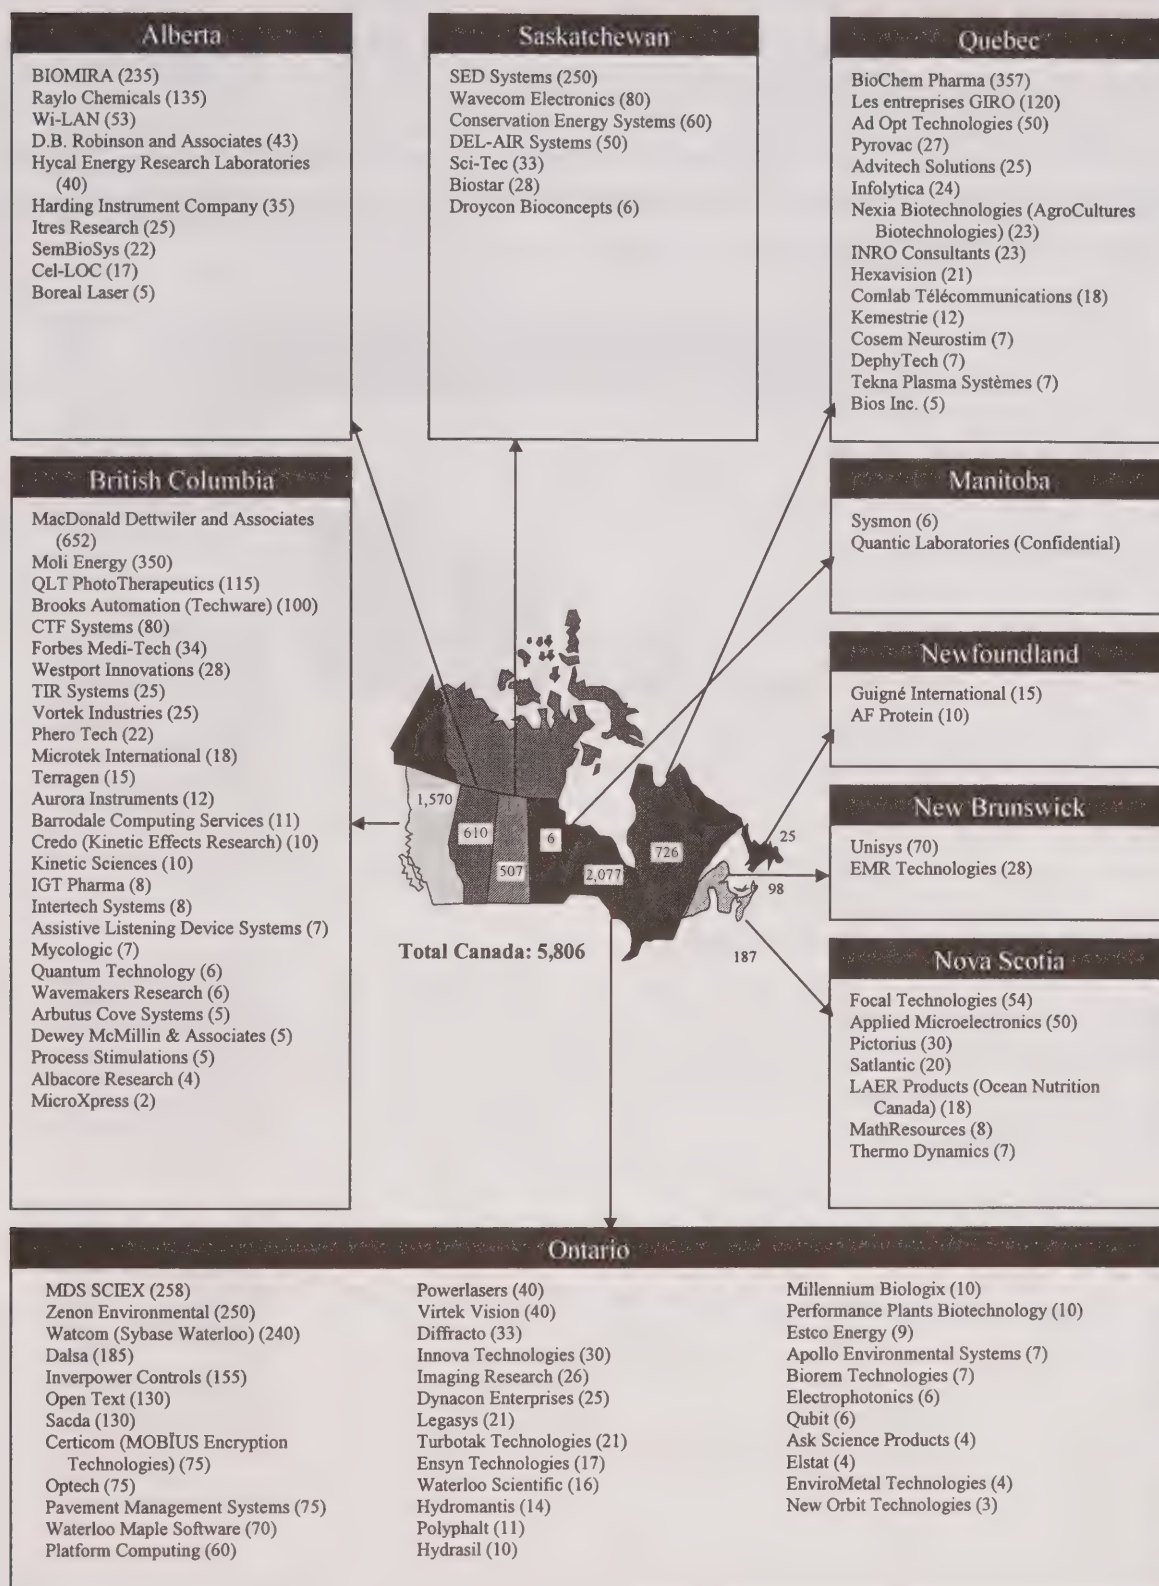 Alberta
BIOMIRA (235)
Raylo Chemicals (135)
Wi-LAN (53)
D.B. Robinson and Associates (43)
Hycal Energy Research Laboratories
(40)
Harding Instrument Company (35)
Itres Research (25)
SemBioSys (22)
Cel-LOC (17)
Boreal Laser (5)
Saskatchewan
SED Systems (250)
Wavecom Electronics (80)
Conservation Energy Systems (60)
DEL-AIR Systems (50)
Sci-Tec (33)
Biostar (28)
Droycon Bioconcepts (6)
Quebec
BioChem Pharma (357)
Les entreprises GIRO (120)
Ad Opt Technologies (50)
Pyrovac (27)
Advitech Solutions (25)
Infolytica (24)
Nexia Biotechnologies (AgroCultures
Biotechnologies) (23)
INRO Consultants (23)
Hexavision (21)
Comlab Télécommunications (18)
Kemestrie (12)
Cosem Neurostim (7)
DephyTech (7)
Tekna Plasma Systèmes (7)
Bios Inc. (5)
British Columbia
MacDonald Dettwiler and Associates
(652)
Moli Energy (350)
QLT PhotoTherapeutics (115)
Brooks Automation (Techware) (100)
CTF Systems (80)
Forbes Medi-Tech (34)
Westport Innovations (28)
TIR Systems (25)
Vortek Industries (25)
Phero Tech (22)
Microtek International (18)
Terragen (15)
Aurora Instruments (12)
Barrodale Computing Services (11)
Credo (Kinetic Effects Research) (10)
Kinetic Sciences (10)
IGT Pharma (8)
Intertech Systems (8)
Assistive Listening Device Systems (7)
Mycologic (7)
Quantum Technology (6)
Wavemakers Research (6)
Arbutus Cove Systems (5)
Dewey McMillin & Associates (5)
Process Stimulations (5)
Albacore Research (4)
MicroXpress (2)
1,570
610
507
6
2,077
726
25
98
187
Total Canada: 5,806
Manitoba
Sysmon (6)
Quantic Laboratories (Confidential)
Newfoundland
Guigné International (15)
AF Protein (10)
New Brunswick
Unisys (70)
EMR Technologies (28)
Nova Scotia
Focal Technologies (54)
Applied Microelectronics (50)
Pictorius (30)
Satlantic (20)
LAER Products (Ocean Nutrition
Canada) (18)
MathResources (8)
Thermo Dynamics (7)
Ontario
MDS SCIEX (258)
Zenon Environmental (250)
Watcom (Sybase Waterloo) (240)
Dalsa (185)
Inverpower Controls (155)
Open Text (130)
Sacda (130)
Certicom (MOBÏUS Encryption
Technologies) (75)
Optech (75)
Pavement Management Systems (75)
Waterloo Maple Software (70)
Platform Computing (60)
Powerlasers (40)
Virtek Vision (40)
Diffracto (33)
Innova Technologies (30)
Imaging Research (26)
Dynacon Enterprises (25)
Legasys (21)
Turbotak Technologies (21)
Ensyn Technologies (17)
Waterloo Scientific (16)
Hydromantis (14)
Polyphalt (11)
Hydrasil (10)
Millennium Biologix (10)
Performance Plants Biotechnology (10)
Estco Energy (9)
Apollo Environmental Systems (7)
Biorem Technologies (7)
Electrophotonics (6)
Qubit (6)
Ask Science Products (4)
Elstat (4)
EnviroMetal Technologies (4)
New Orbit Technologies (3)